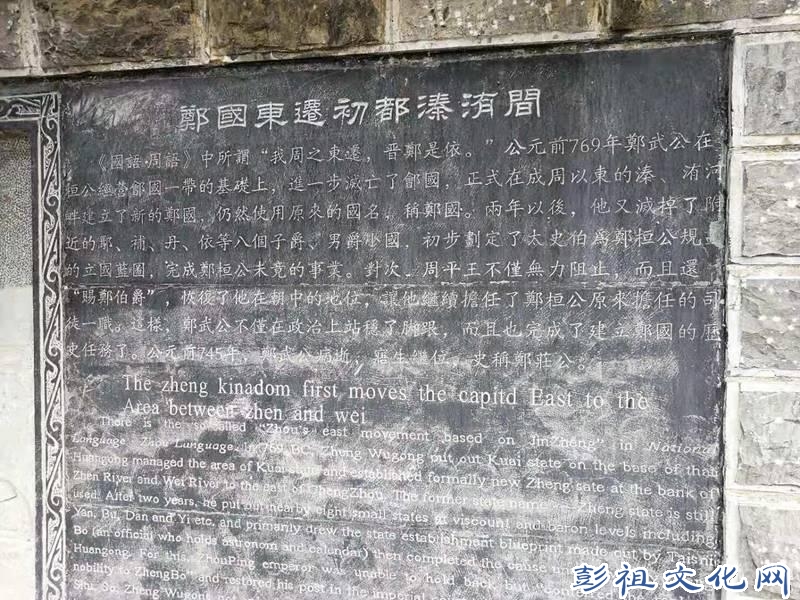 鄭國東遷初都溱洧間
《國語·周語》中所謂“我周之東遷，晋鄭是依。”公元前769年鄭武公在
桓公經營鄶國一帶的基礎上，進一步滅亡了鄶國，正式在成周以東的溱、洧河
畔建立了新的鄭國，仍然使用原來的國名，稱鄭國。兩年以後，他又滅掉了附
近的鄢、補、丹、依等八個子爵、男爵小國，初步劃定了太史伯爲鄭桓公規
的立國藍圖，完成鄭桓公未竟的事業。對次，周平王不僅無力阻止，而且還
“賜鄭伯爵”，恢復了他在朝中的地位，讓他繼續擔任了鄭桓公原來擔任的司
徒一職。這樣，鄭武公不僅在政治上站穩了脚跟，而且也完成了建立鄭國的歷
史任務了。公元前745年，鄭武公病逝，寤生繼位，史稱鄭莊公。
The zheng kinadom first moves the capitd East to the
Area between zhen and wei
There is the so-called "Zhou's east movement based on JinZheng" in National
Language, Zhou Language. In 769 BC, Zheng Wugong put out Kuai state on the base of that
Huangong managed the area of Kuai state and established formally new Zheng sate at the bank of
Zhen River and Wei River to the east of ChengZhou. The former state name — Zheng state is still
used. After two years, he put out nearby eight small states at viscount and baron levels including
Yan, Bu, Dan and Yi etc, and primarily drew the state establishment blueprint made out by Taishi
Bo (an official who holds astronom and calendar) then completed the cause
Huangong. For this, ZhouPing emperor was unable to hold back but "conferred
nobility to ZhengBo" and restored his post in the imperial
Situ. So, Zheng Wugong
彭祖文化网